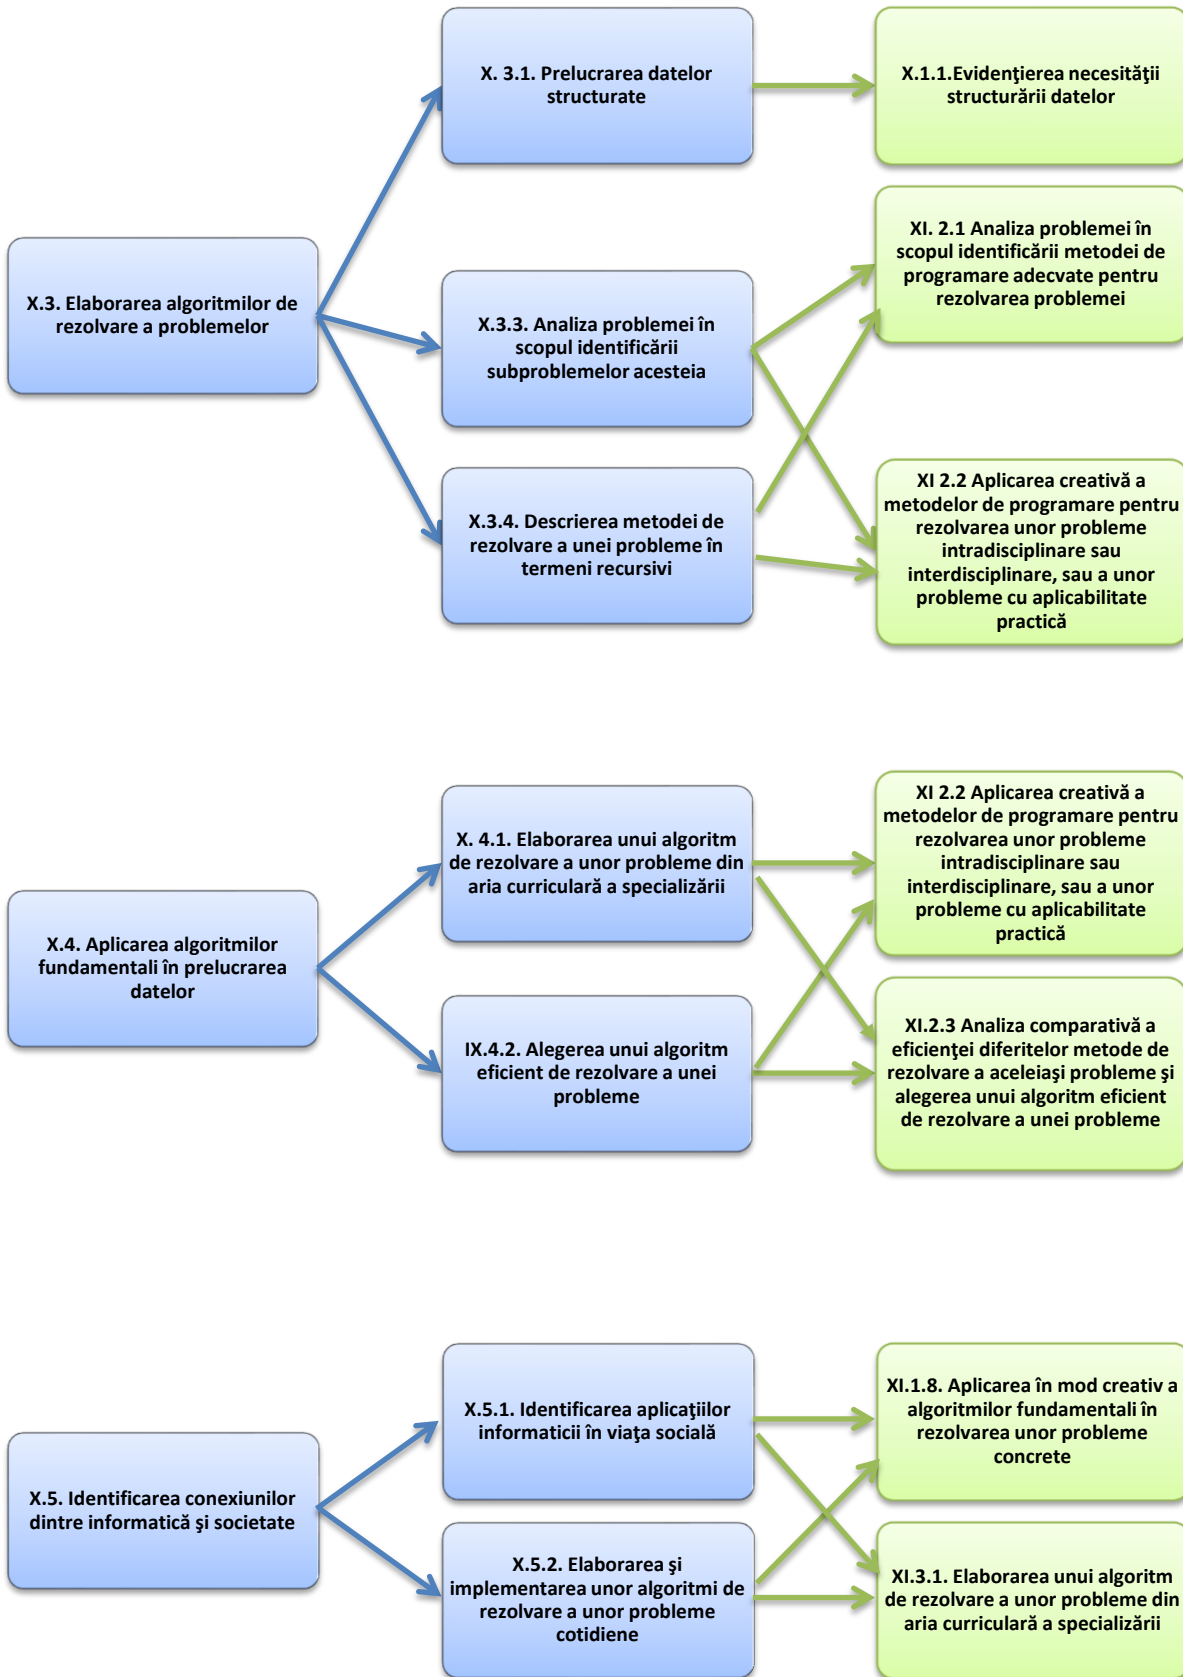 X. 3.1. Prelucrarea datelor
structurate
X.1.1.Evidenţierea necesităţii
structurării datelor
X.3. Elaborarea algoritmilor de
rezolvare a problemelor
X.3.3. Analiza problemei în
scopul identificării
subproblemelor acesteia
XI. 2.1 Analiza problemei în
scopul identificării metodei de
programare adecvate pentru
rezolvarea problemei
X.3.4. Descrierea metodei de
rezolvare a unei probleme în
termeni recursivi
XI 2.2 Aplicarea creativă a
metodelor de programare pentru
rezolvarea unor probleme
intradisciplinare sau
interdisciplinare, sau a unor
probleme cu aplicabilitate
practică
X. 4.1. Elaborarea unui algoritm
de rezolvare a unor probleme din
aria curriculară a specializării
XI 2.2 Aplicarea creativă a
metodelor de programare pentru
rezolvarea unor probleme
intradisciplinare sau
interdisciplinare, sau a unor
probleme cu aplicabilitate
practică
X.4. Aplicarea algoritmilor
fundamentali în prelucrarea
datelor
IX.4.2. Alegerea unui algoritm
eficient de rezolvare a unei
probleme
XI.2.3 Analiza comparativă a
eficienţei diferitelor metode de
rezolvare a aceleiaşi probleme şi
alegerea unui algoritm eficient
de rezolvare a unei probleme
X.5.1. Identificarea aplicaţiilor
informaticii în viaţa socială
XI.1.8. Aplicarea în mod creativ a
algoritmilor fundamentali în
rezolvarea unor probleme
concrete
X.5. Identificarea conexiunilor
dintre informatică şi societate
X.5.2. Elaborarea şi
implementarea unor algoritmi de
rezolvare a unor probleme
cotidiene
XI.3.1. Elaborarea unui algoritm
de rezolvare a unor probleme din
aria curriculară a specializării